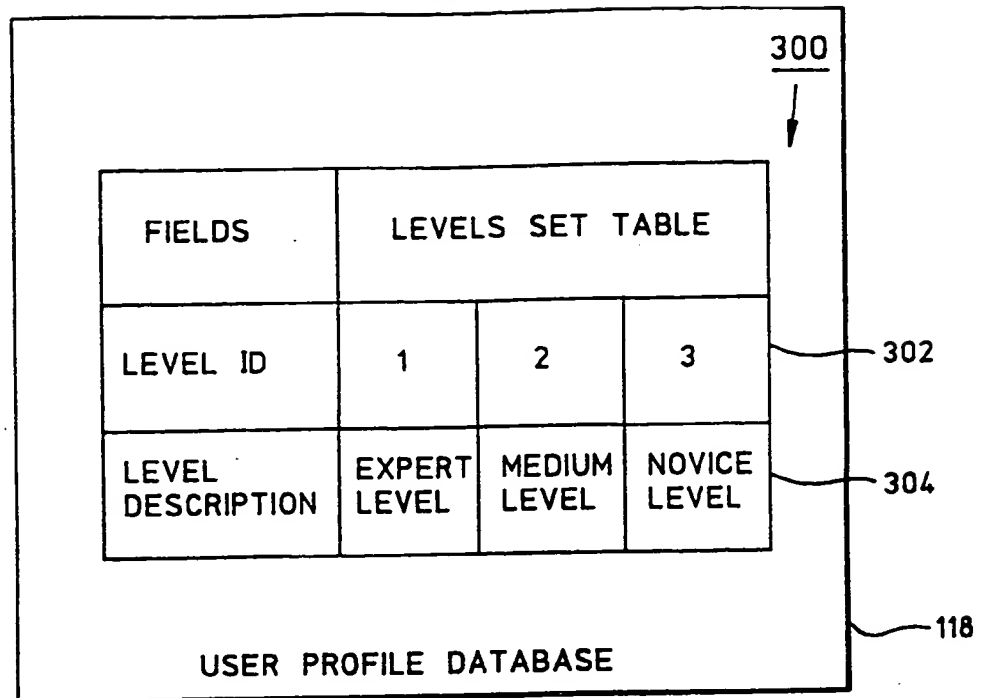 300
FIELDS LEVELS SET TABLE
LEVEL ID 1 2 3 302
LEVEL EXPERT MEDIUM NOVICE
DESCRIPTION LEVEL LEVEL LEVEL 304
118
USER PROFILE DATABASE